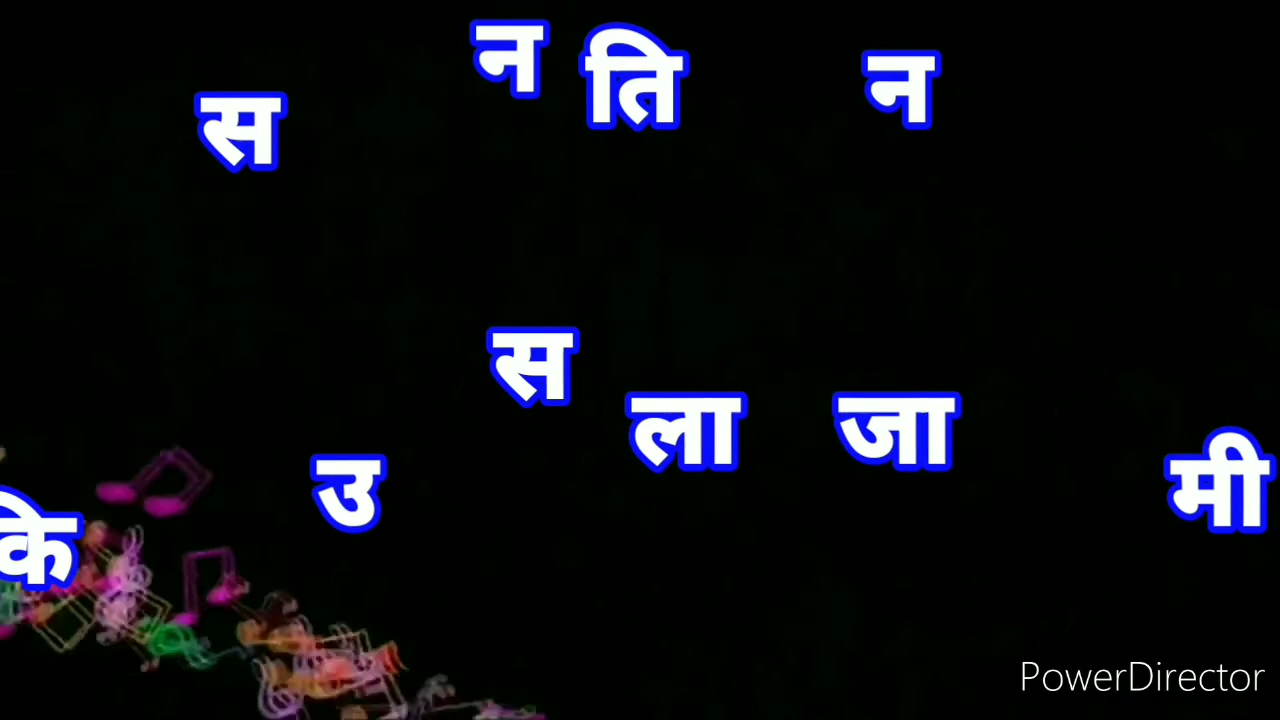 स न ति न
कि उ स ला जा मी
PowerDirector